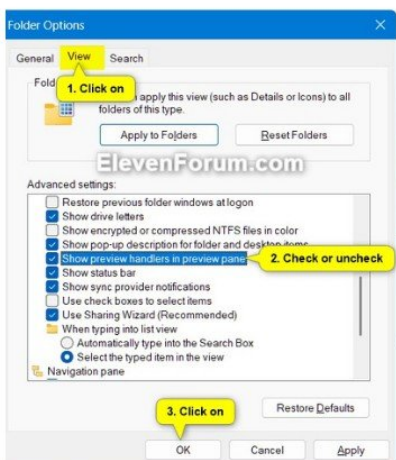 Folder Options
General View Search
Fold
1. Click on
apply this view (such as Details or Icons) to all
folders of this type.
Apply to Folders Reset Folders
ElevenForum.com
Advanced settings:
Restore previous folder windows at logon
Show drive letters
Show encrypted or compressed NTFS files in color
Show pop-up description for folder and desktop items
Show preview handlers in preview pane
2. Check or uncheck
Show status bar
Show sync provider notifications
Use check boxes to select items
Use Sharing Wizard (Recommended)
When typing into list view
Automatically type into the Search Box
Select the typed item in the view
Navigation pane
3. Click on
Restore Defaults
OK Cancel Apply